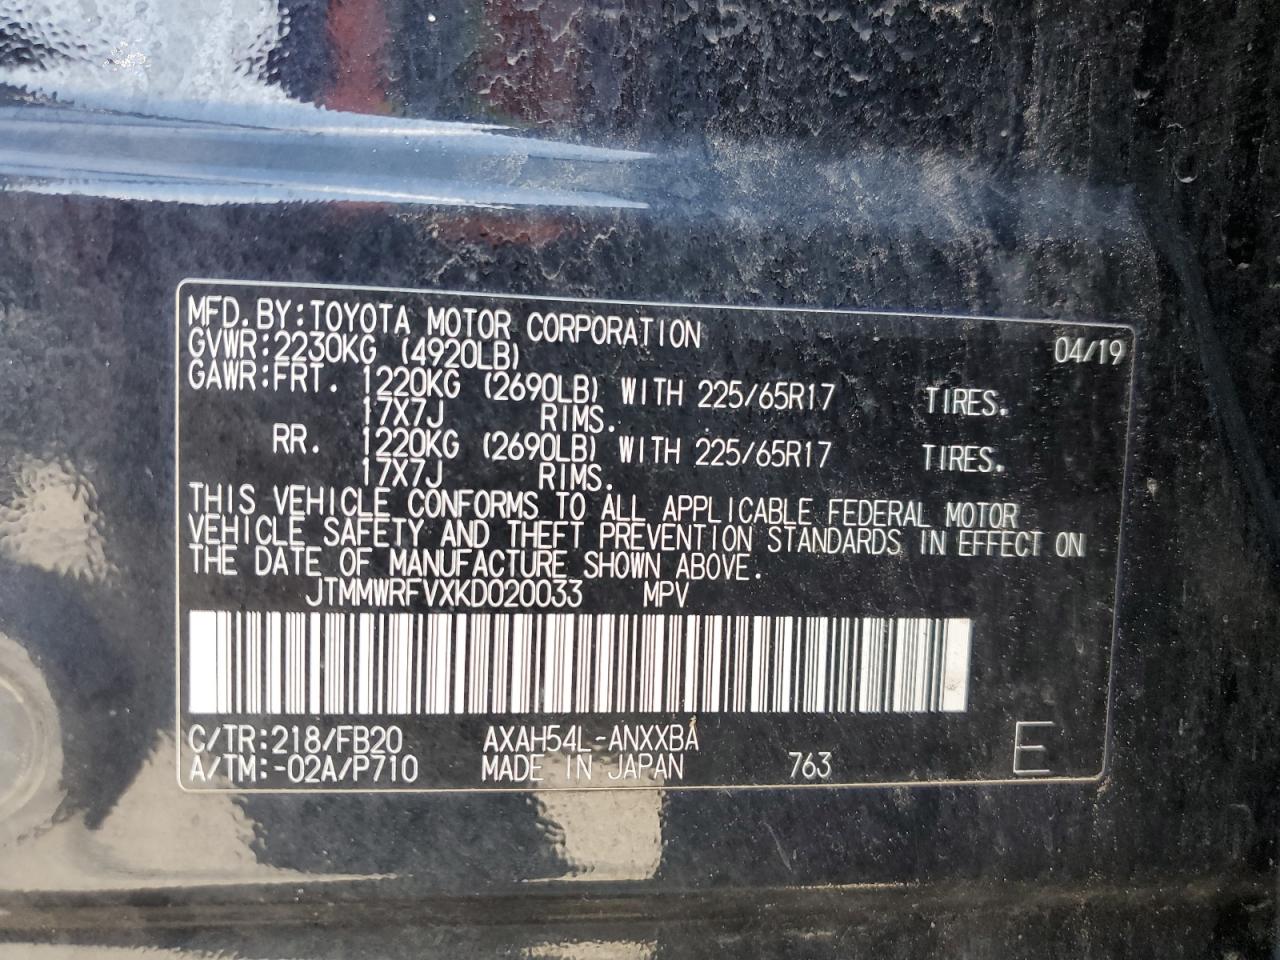 MFD. BY: TOYOTA MOTOR CORPORATION 04/19
GVWR: 2230KG (4920LB)
GAWR: FRT. 1220KG (2690LB) WITH 225/65R17 TIRES.
17X7J RIMS.
RR. 1220KG (2690LB) WITH 225/65R17 TIRES.
17X7J RIMS.
THIS VEHICLE CONFORMS TO ALL APPLICABLE FEDERAL MOTOR
VEHICLE SAFETY AND THEFT PREVENTION STANDARDS IN EFFECT ON
THE DATE OF MANUFACTURE SHOWN ABOVE.
JTMMWRFVXKD020033 MPV
C/TR: 218/FB20 AXAH54L-ANXXBA
A/TM: -02A/P710 MADE IN JAPAN 763 E